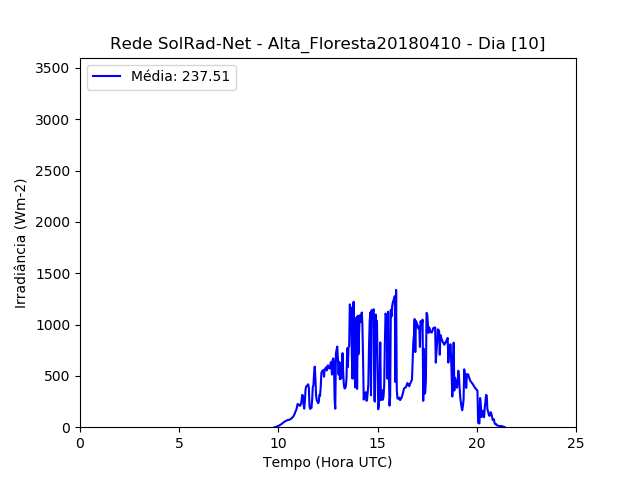 Rede SolRad-Net - Alta_Floresta20180410 - Dia [10]
Média: 237.51
3500
3000
2500
2000
1500
1000
500
0
Irradiância (Wm-2)
0 5 10 15 20 25
Tempo (Hora UTC)